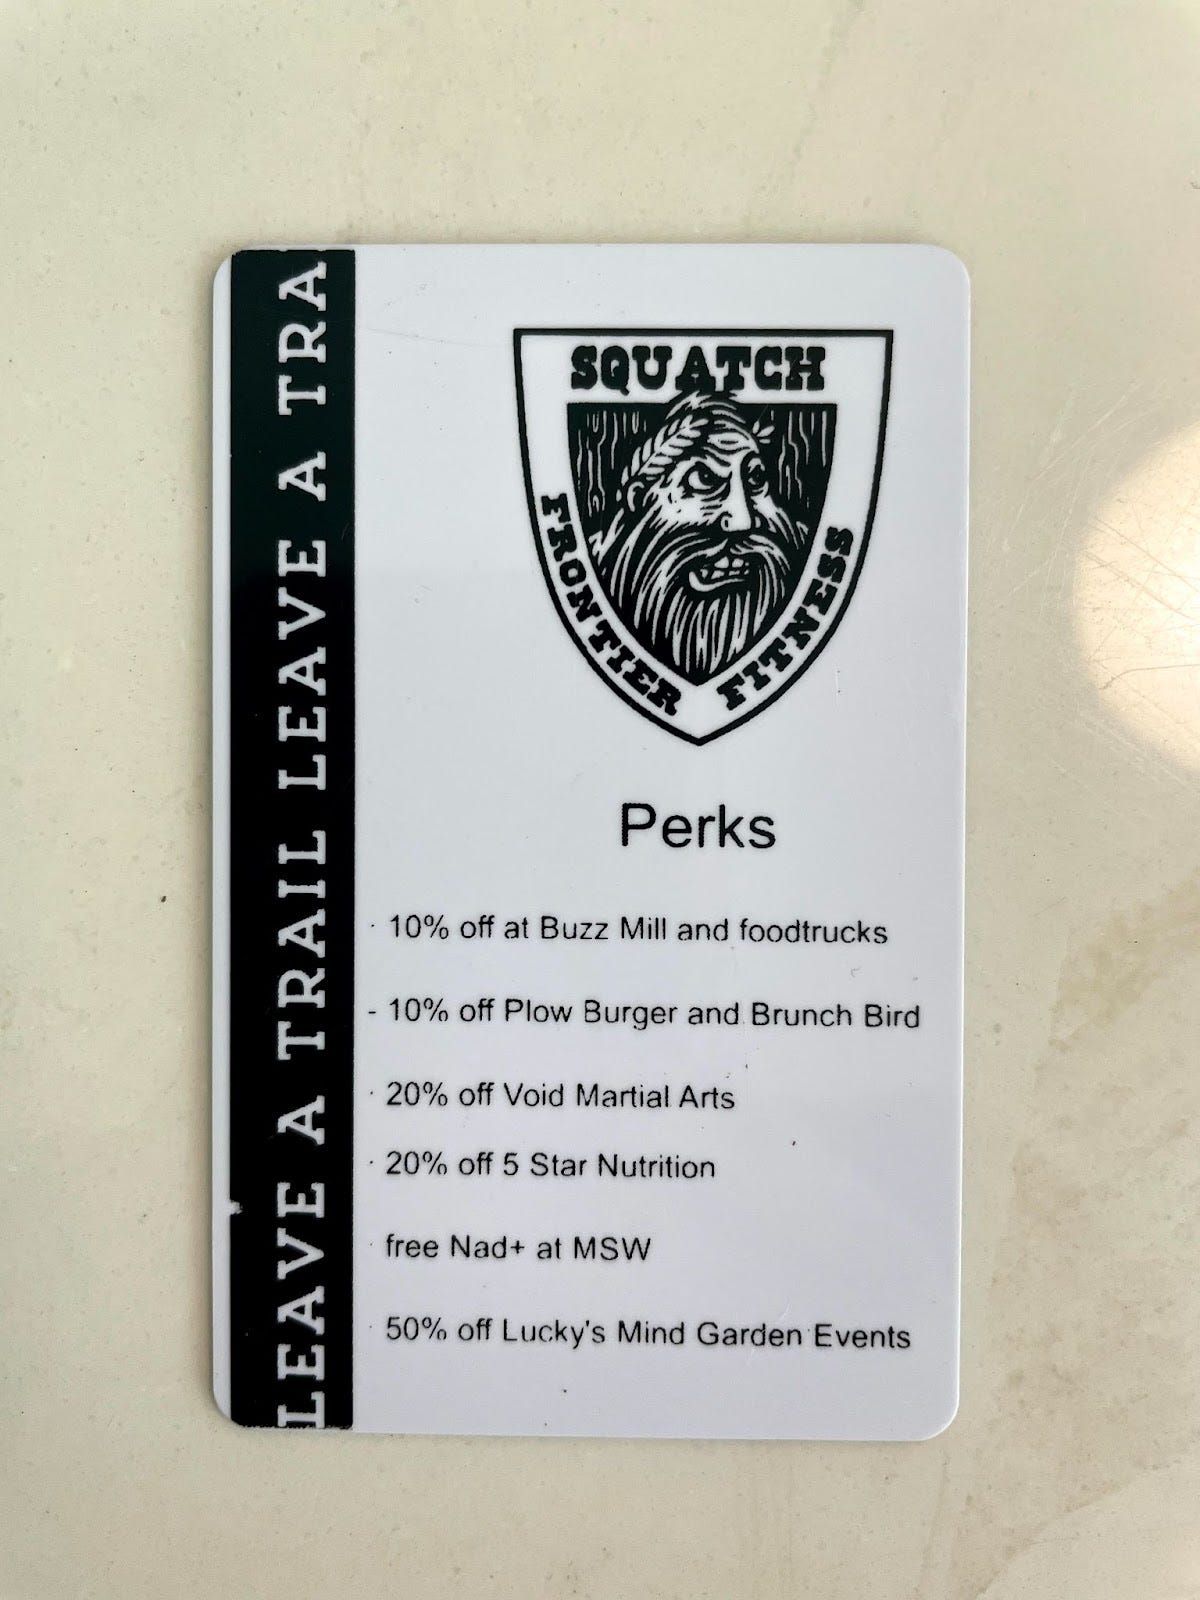 LEAVE A TRAIL LEAVE A TRA
SQUATCH
FRONTIER FITNESS
Perks
· 10% off at Buzz Mill and foodtrucks
- 10% off Plow Burger and Brunch Bird
· 20% off Void Martial Arts
· 20% off 5 Star Nutrition
· free Nad+ at MSW
· 50% off Lucky's Mind Garden Events